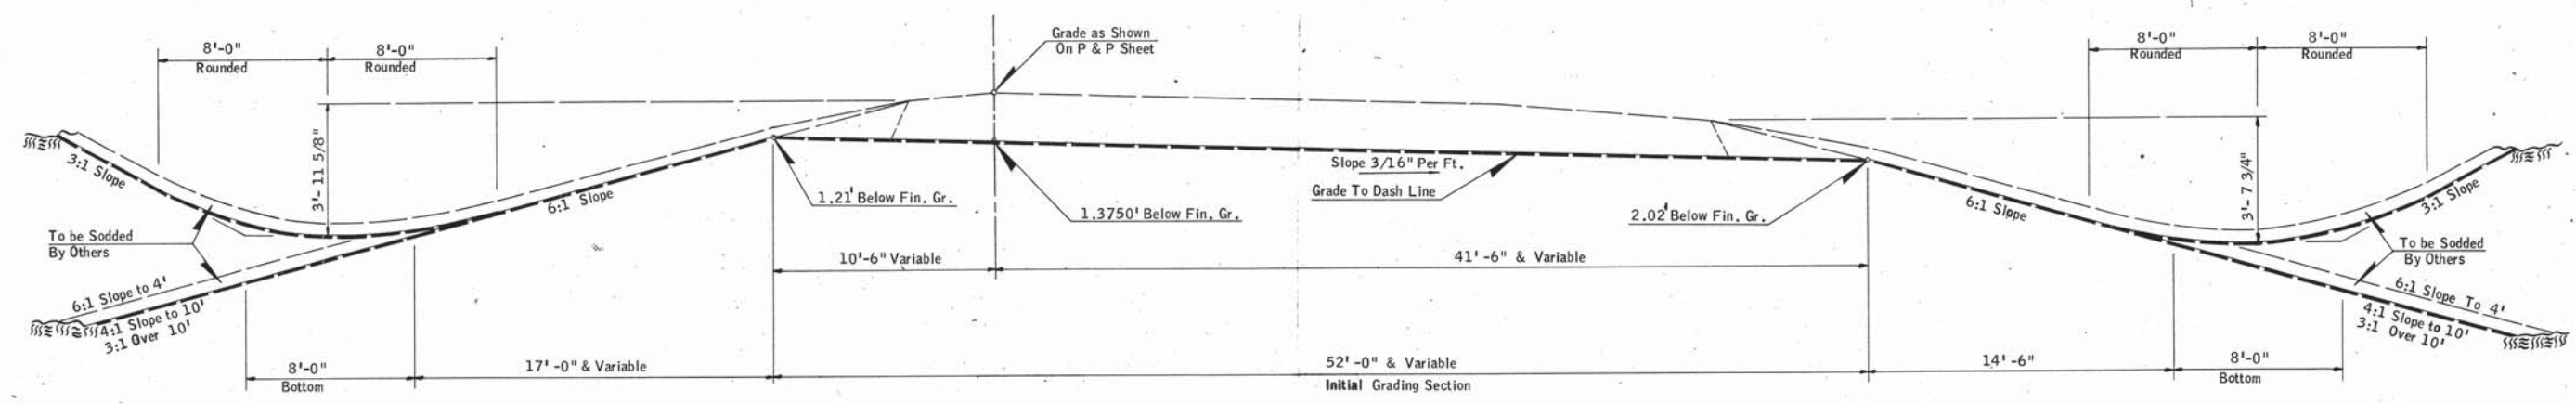 8'-0"
Rounded
8'-0"
Rounded
Grade as Shown
On P & P Sheet
8'-0"
Rounded
8'-0"
Rounded
3:1 Slope
3'- 11 5/8"
6:1 Slope
1.21' Below Fin. Gr.
1.3750' Below Fin. Gr.
Slope 3/16" Per Ft.
Grade To Dash Line
2.02' Below Fin. Gr.
6:1 Slope
3'- 7 3/4"
3:1 Slope
To be Sodded
By Others
To be Sodded
By Others
10'-6" Variable
41'-6" & Variable
6:1 Slope to 4'
4:1 Slope to 10'
3:1 Over 10'
6:1 Slope To 4'
4:1 Slope to 10'
3:1 Over 10'
8'-0"
Bottom
17'-0" & Variable
52'-0" & Variable
Initial Grading Section
14'-6"
8'-0"
Bottom